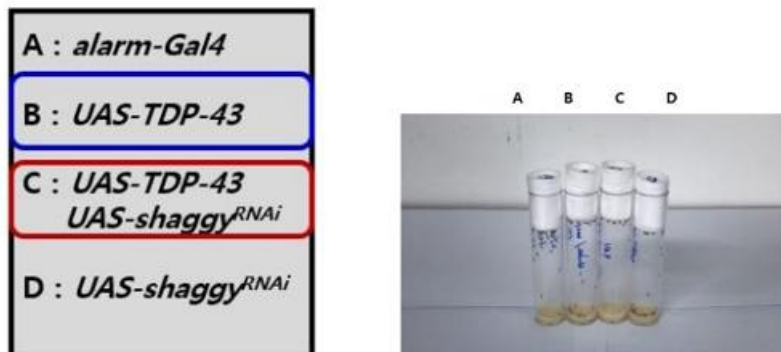 A : alarm-Gal4
B : UAS-TDP-43
C : UAS-TDP-43
UAS-shaggyRNAi
D : UAS-shaggyRNAi
A B C D